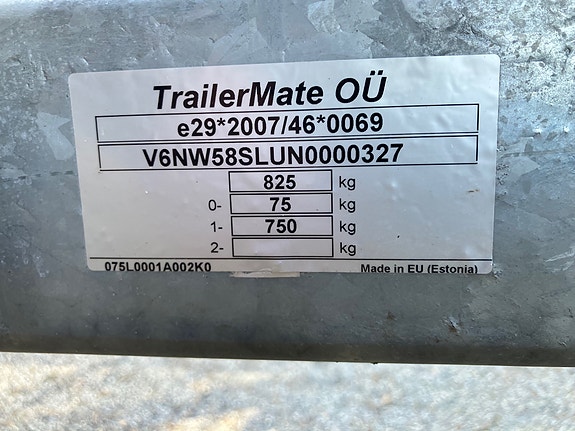 TrailerMate OÜ
e29*2007/46*0069
V6NW58SLUN0000327
825 kg
0- 75 kg
1- 750 kg
2- kg
075L0001A002K0 Made in EU (Estonia)